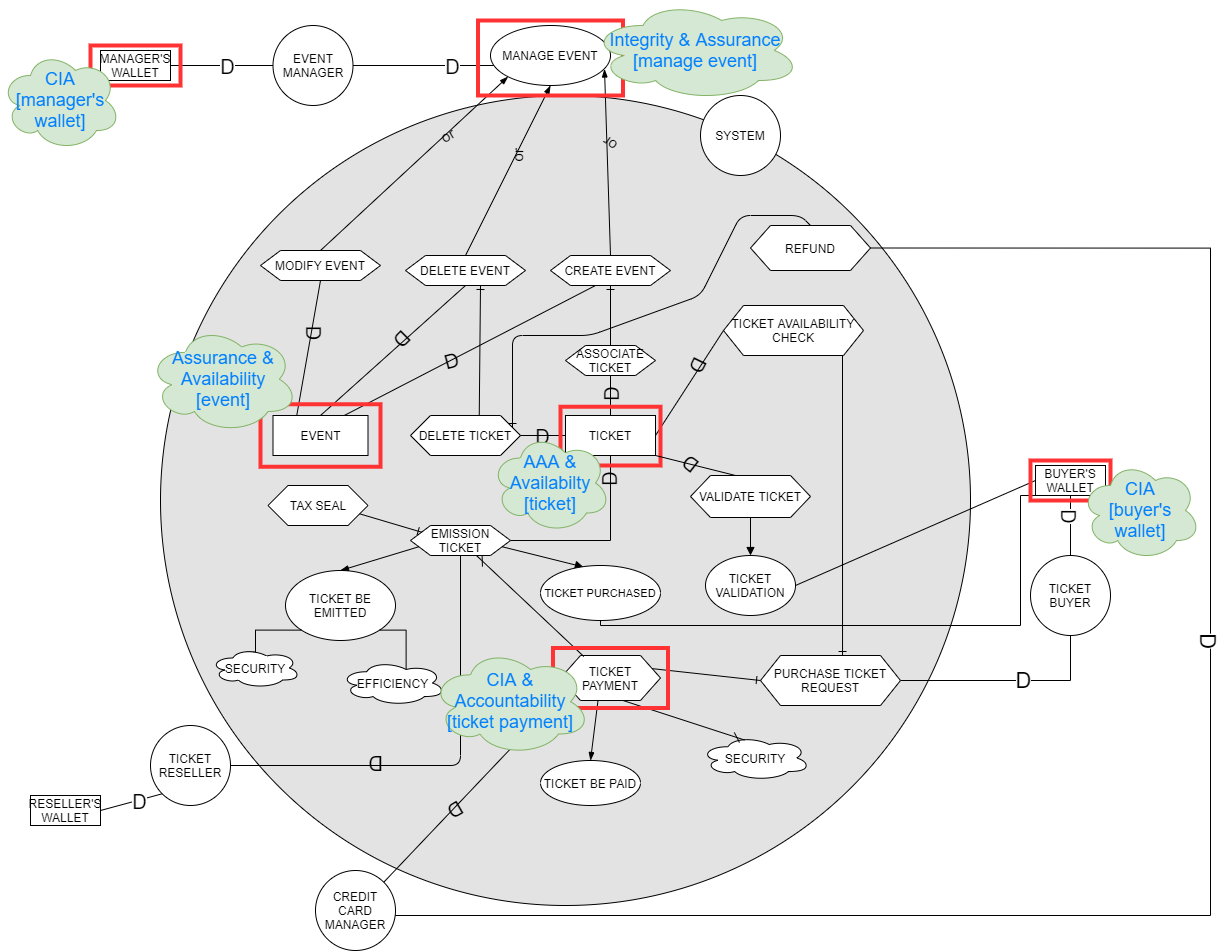 MANAGER'S
WALLET
D
EVENT
MANAGER
D
MANAGE EVENT
Integrity & Assurance
[manage event]
CIA
[manager's
wallet]
SYSTEM
or
or
or
MODIFY EVENT
DELETE EVENT
CREATE EVENT
REFUND
D
D
D
TICKET AVAILABILITY
CHECK
ASSOCIATE
TICKET
D
D
Assurance &
Availability
[event]
EVENT
DELETE TICKET
D
TICKET
AAA &
Availabilty
[ticket]
D
D
VALIDATE TICKET
BUYER'S
WALLET
CIA
[buyer's
wallet]
D
TAX SEAL
EMISSION
TICKET
TICKET BE
EMITTED
TICKET PURCHASED
TICKET
VALIDATION
TICKET
BUYER
SECURITY
EFFICIENCY
D
CIA &
Accountability
[ticket payment]
TICKET
PAYMENT
PURCHASE TICKET
REQUEST
D
TICKET
RESELLER
D
SECURITY
TICKET BE PAID
RESELLER'S
WALLET
D
D
CREDIT
CARD
MANAGER